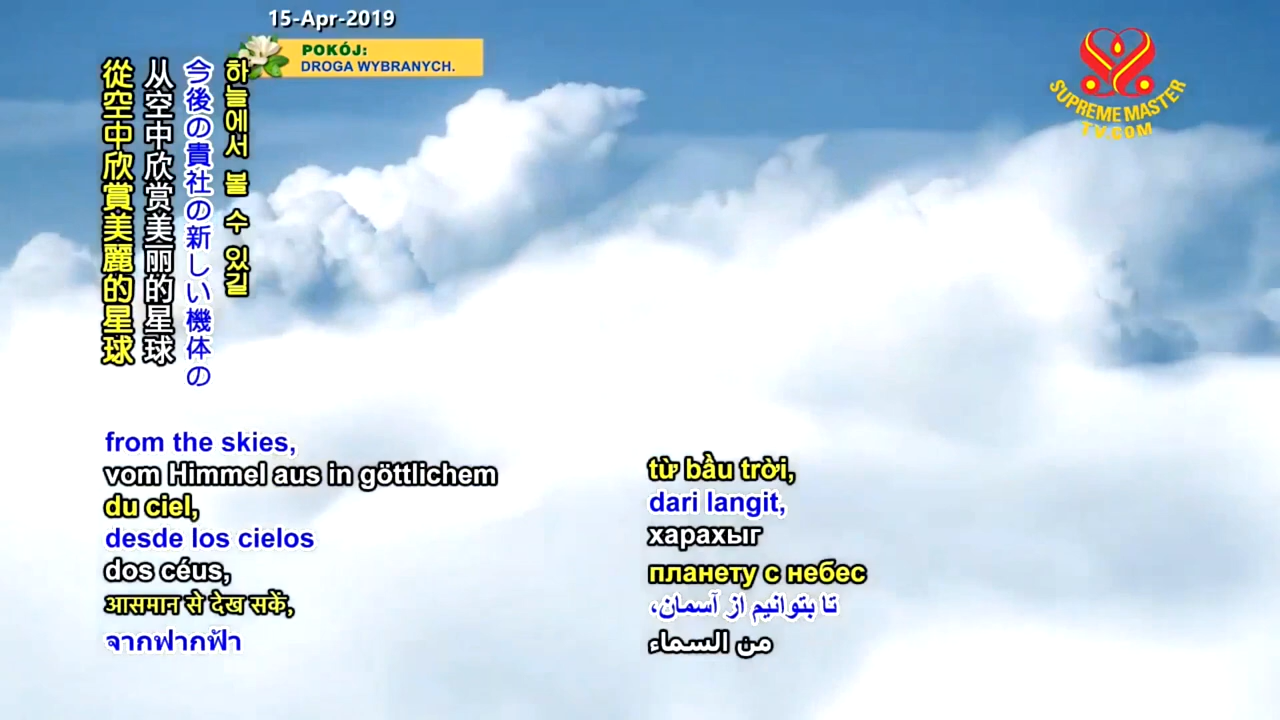 15-Apr-2019
POKÓJ:
DROGA WYBRANYCH.
SUPREME MASTER
TV.COM
하늘에서 볼 수 있길
今後の貴社の新しい機体の
从空中欣赏美丽的星球
從空中欣賞美麗的星球
from the skies,
vom Himmel aus in göttlichem
du ciel,
desde los cielos
dos céus,
आसमान से देख सकें,
จากฟากฟ้า
từ bầu trời,
dari langit,
харахыг
планету с небес
تا بتوانیم از آسمان،
من السماء